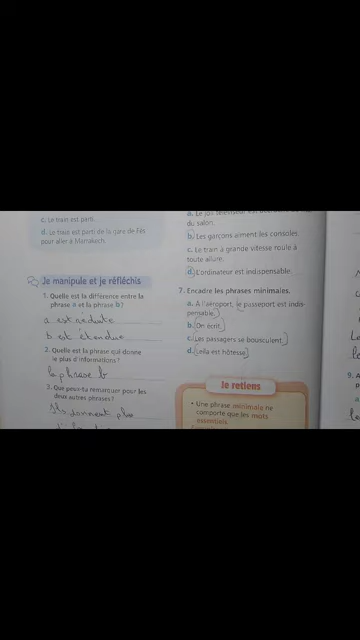 c. Le train est parti.
d. Le train est parti de la gare de Fès
pour aller à Marrakech.
Je manipule et je réfléchis
1. Quelle est la différence entre la
phrase a et la phrase b?
a est réduite
b est étendue
2. Quelle est la phrase qui donne
le plus d'informations?
la phrase b
3. Que peux-tu remarquer pour les
deux autres phrases?
Ils donnent plus
du salon.
b. Les garçons aiment les consoles
c. Le train à grande vitesse roule à
toute allure.
d. L'ordinateur est indispensable.
7. Encadre les phrases minimales.
a. A l'aéroport, le passeport est indis-
pensable.
b. On écrit.
c. Les passagers se bousculent.
d. Leila est hôtesse.
Je retiens
• Une phrase minimale ne
comporte que les mots
essentiels